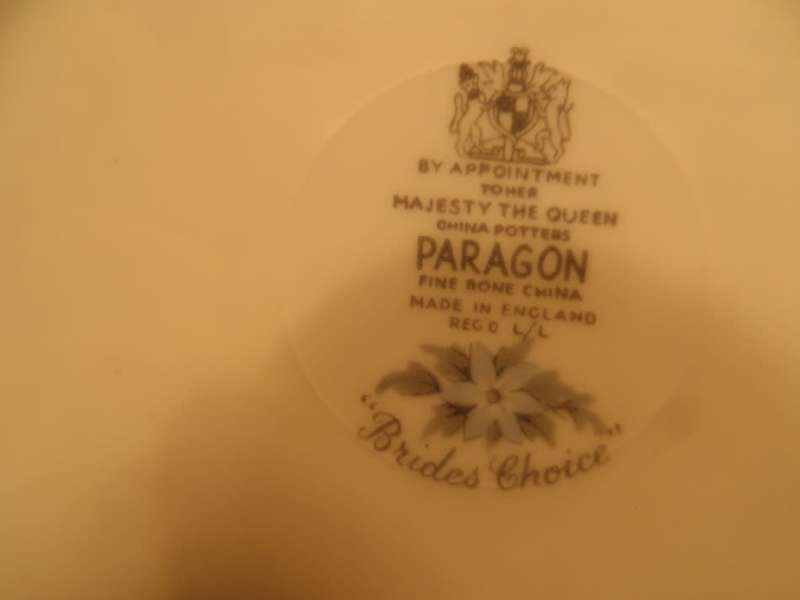 BY APPOINTMENT
TO HER
MAJESTY THE QUEEN
CHINA POTTERS
PARAGON
FINE BONE CHINA
MADE IN ENGLAND
REG'D L/L
"Brides Choice"